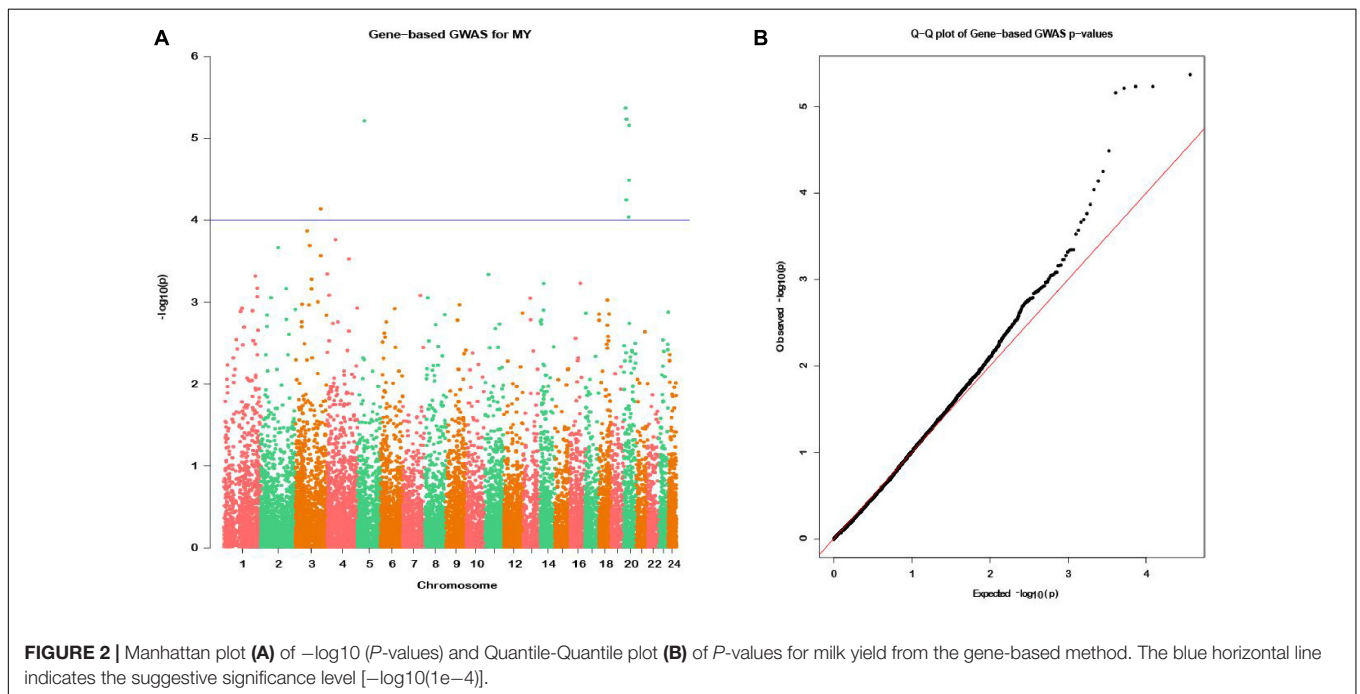 A
Gene-based GWAS for MY
6
5
4
3
2
1
0
-log10(p)
1 2 3 4 5 6 7 8 9 10 12 14 16 18 20 22 24
Chromosome
B
Q-Q plot of Gene-based GWAS p-values
5
4
3
2
1
0
Observed -log10(p)
0 1 2 3 4
Expected -log10(p)
FIGURE 2 | Manhattan plot (A) of −log10 (P-values) and Quantile-Quantile plot (B) of P-values for milk yield from the gene-based method. The blue horizontal line
indicates the suggestive significance level [−log10(1e−4)].